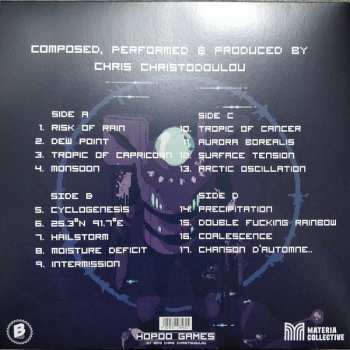 COMPOSED, PERFORMED & PRODUCED BY
CHRIS CHRISTODOULOU
SIDE A
1. RISK OF RAIN
2. DEW POINT
3. TROPIC OF CAPRICORN
4. MONSOON
SIDE B
5. CYCLOGENESIS
6. 25.3°N 91.7°E
7. HAILSTORM
8. MOISTURE DEFICIT
9. INTERMISSION
SIDE C
10. TROPIC OF CANCER
11. AURORA BOREALIS
12. SURFACE TENSION
13. ARCTIC OSCILLATION
SIDE D
14. PRECIPITATION
15. DOUBLE FUCKING RAINBOW
16. COALESCENCE
17. CHANSON D'AUTOMNE..
B
HOPOO GAMES
CHRIS CHRISTODOULOU
MATERIA
COLLECTIVE